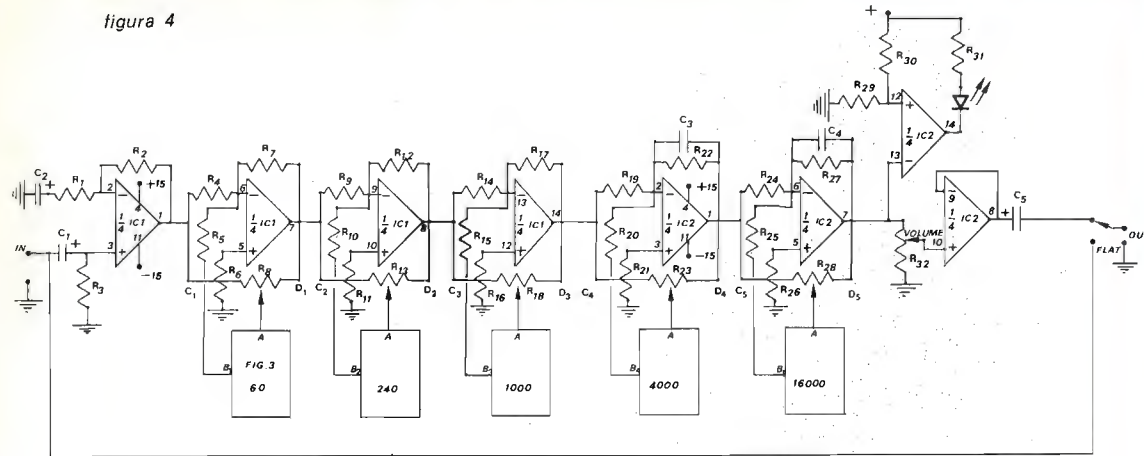 figura 4
+
R30
R31
R29
12
+
1/4 IC2
14
13
−
C3
C4
R2
R7
R12
R17
R22
R27
C2
+
R1
2
−
+15
4
1/4
IC1
1
R4
6
−
1/4
IC1
7
R9
9
−
1/4
IC1
8
R14
−
13
1/4
IC1
14
R19
2
−
+15
4
1/4
IC2
1
R24
6
−
1/4
IC2
7
−
9
1/4
IC2
8
+
C5
IN
C1
+
3
+
11
−15
R5
5
+
R10
10
+
R15
12
+
R20
3
+
11
−15
R25
5
+
VOLUME
10
+
R32
FLAT
OU
R3
R6
R8
R11
R13
R16
R18
R21
R23
R26
R28
C1
D1
C2
D2
C3
D3
C4
D4
C5
D5
A
A
A
A
A
FIG.3
60
240
1000
4000
16000
B1
B2
B3
B4